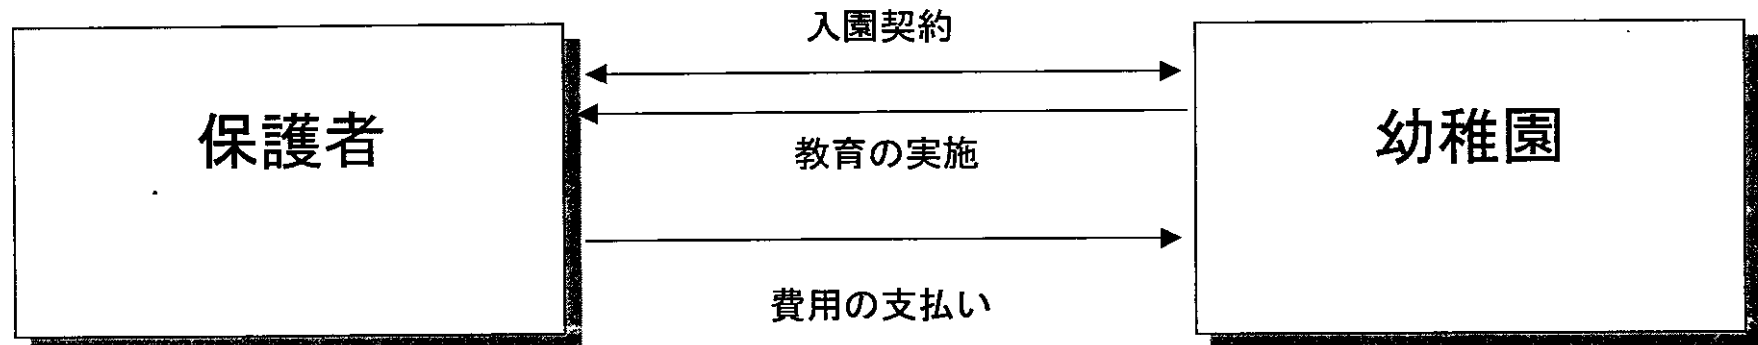 入園契約
保護者
幼稚園
教育の実施
費用の支払い